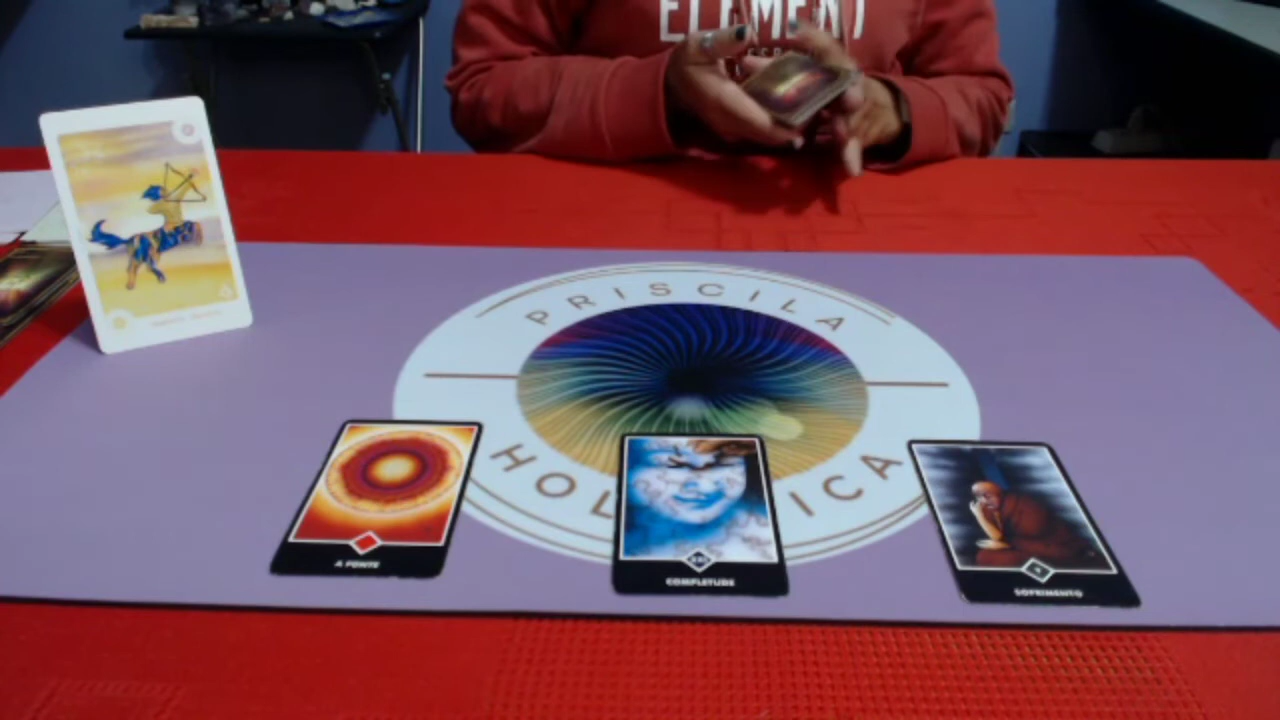 ELEMENT
PRISCILA
HOL ICA
A FONTE
COMPLETUDE
SOFRIMENTO